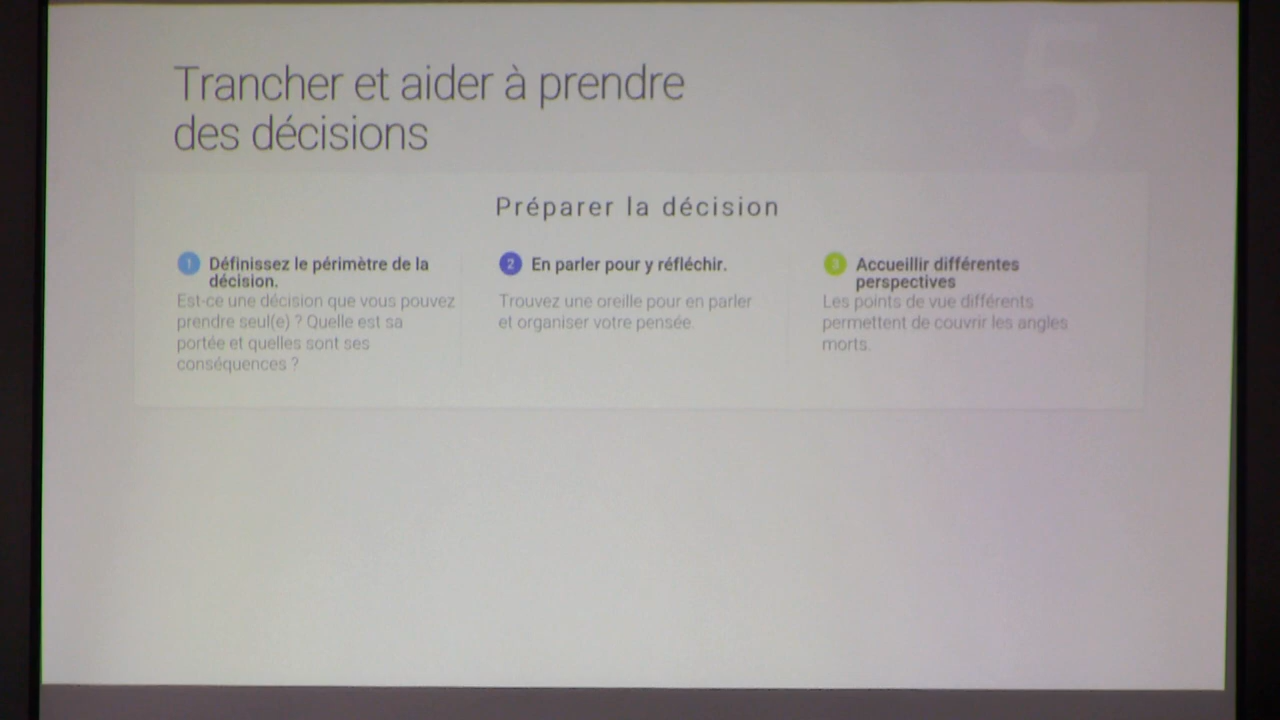 5
Trancher et aider à prendre
des décisions
Préparer la décision
1 Définissez le périmètre de la
décision.
Est-ce une décision que vous pouvez
prendre seul(e) ? Quelle est sa
portée et quelles sont ses
conséquences ?
2 En parler pour y réfléchir.
Trouvez une oreille pour en parler
et organiser votre pensée.
3 Accueillir différentes
perspectives
Les points de vue différents
permettent de couvrir les angles
morts.